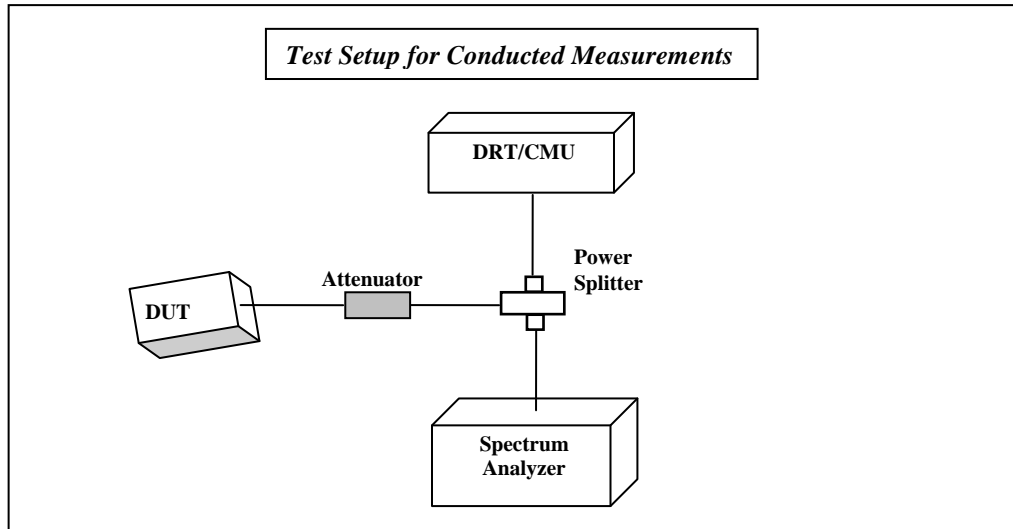 Test Setup for Conducted Measurements
DRT/CMU
Power
Splitter
Attenuator
DUT
Spectrum
Analyzer